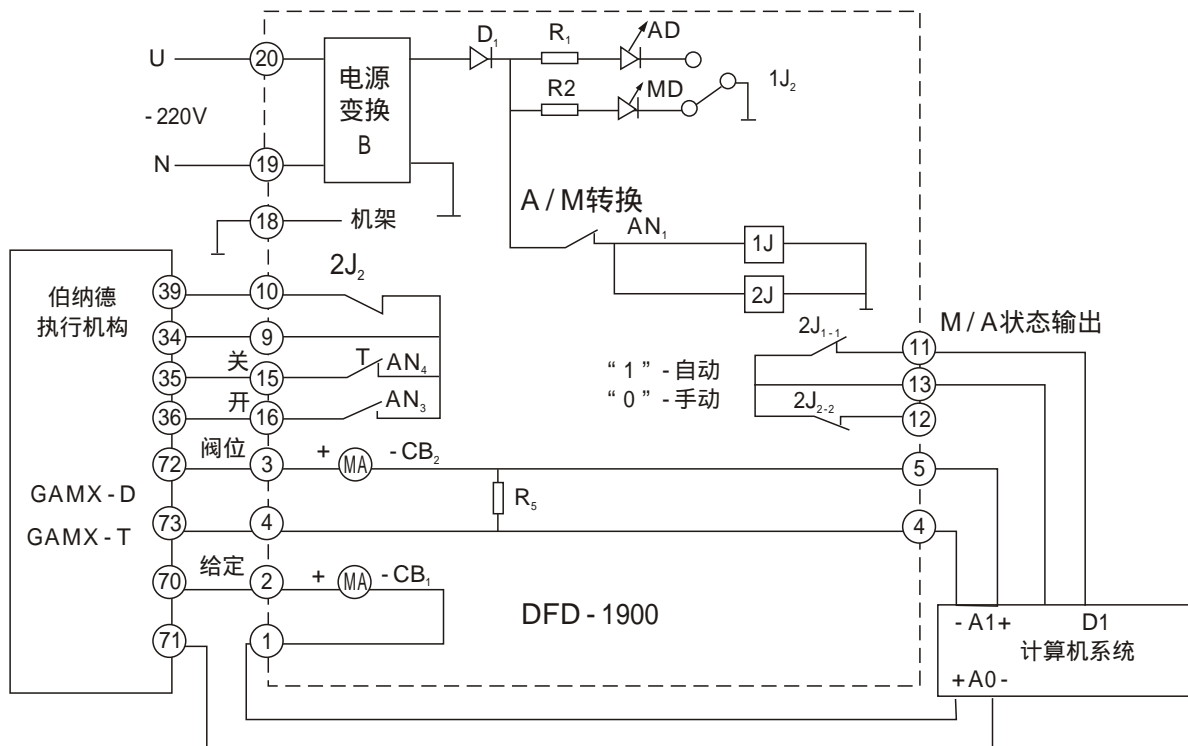 D₁
R₁
AD
U
20
电源
变换
B
R2
MD
1J₂
-220V
N
19
A/M转换
18
机架
AN₁
1J
2J₂
伯纳德
执行机构
39
10
2J
34
9
2J₁₋₁
M/A状态输出
11
关
35
15
T
AN₄
“1”-自动
13
开
36
16
AN₃
“0”-手动
2J₂₋₂
12
阀位
72
3
+
MA
-CB₂
5
GAMX-D
R₅
73
4
4
GAMX-T
给定
70
2
+
MA
-CB₁
DFD-1900
71
1
-A1+
D1
计算机系统
+A0-